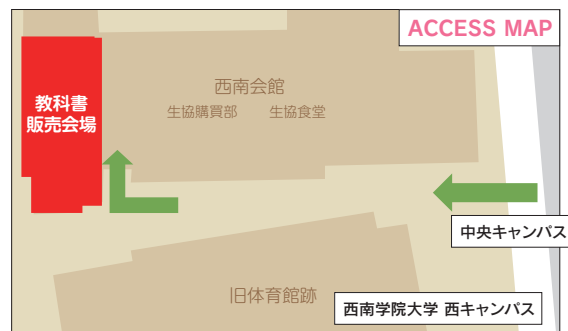 ACCESS MAP
教科書
販売会場
西南会館
生協購買部 生協食堂
中央キャンパス
旧体育館跡
西南学院大学 西キャンパス